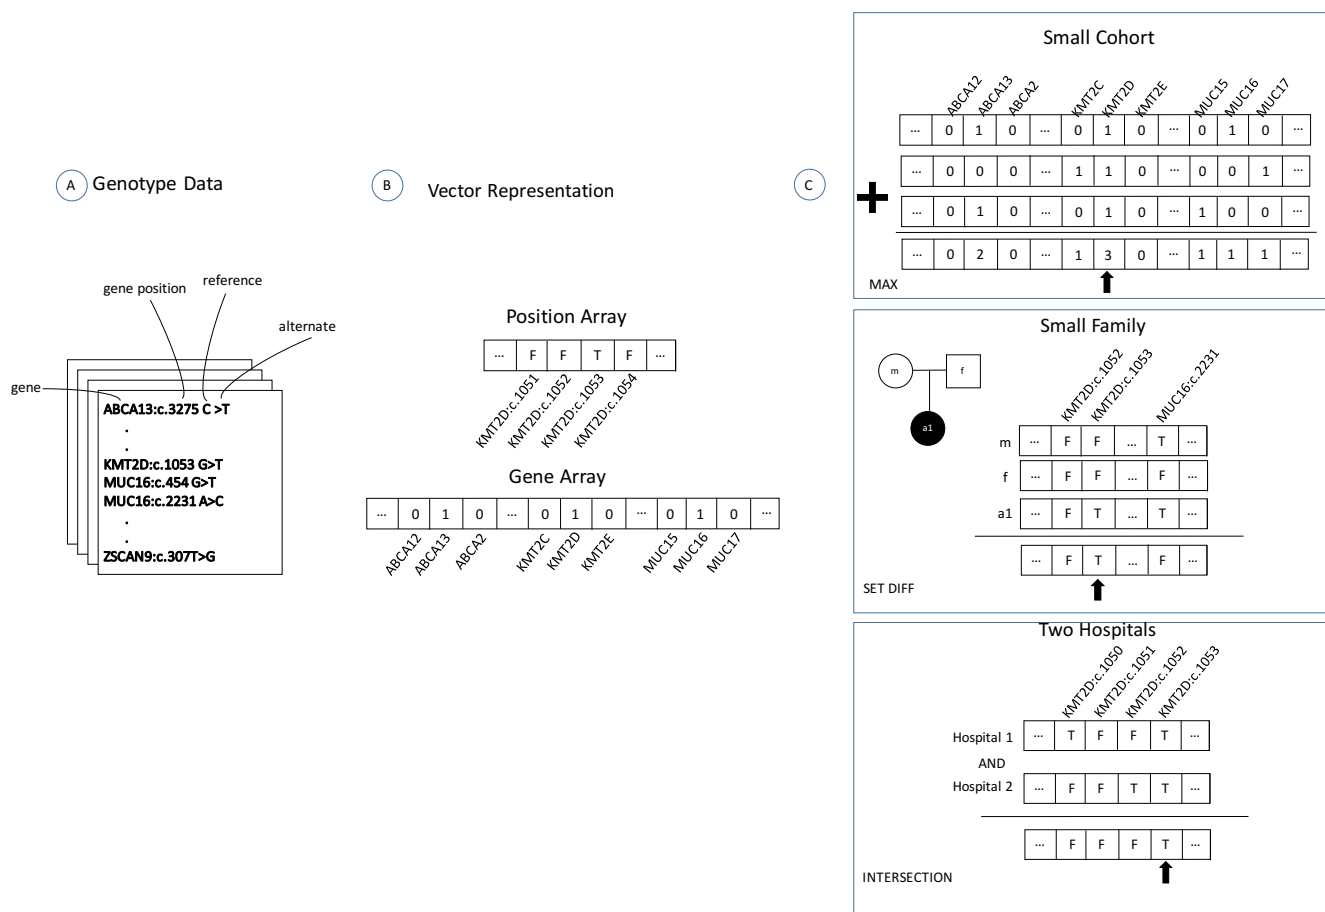 A Genotype Data
gene position
reference
alternate
gene
ABCA13:c.3275 C >T
.
.
KMT2D:c.1053 G>T
MUC16:c.454 G>T
MUC16:c.2231 A>C
.
.
ZSCAN9:c.307T>G
B Vector Representation
Position Array
... F F T F ...
KMT2D:c.1051
KMT2D:c.1052
KMT2D:c.1053
KMT2D:c.1054
Gene Array
... 0 1 0 ... 0 1 0 ... 0 1 0 ...
ABCA12
ABCA13
ABCA2
KMT2C
KMT2D
KMT2E
MUC15
MUC16
MUC17
C
Small Cohort
ABCA12
ABCA13
ABCA2
KMT2C
KMT2D
KMT2E
MUC15
MUC16
MUC17
... 0 1 0 ... 0 1 0 ... 0 1 0 ...
... 0 0 0 ... 1 1 0 ... 0 0 1 ...
+
... 0 1 0 ... 0 1 0 ... 1 0 0 ...
... 0 2 0 ... 1 3 0 ... 1 1 1 ...
MAX
Small Family
m
f
a1
KMT2D:c.1052
KMT2D:c.1053
MUC16:c.2231
m ... F F ... T ...
f ... F F ... F ...
a1 ... F T ... T ...
... F T ... F ...
SET DIFF
Two Hospitals
KMT2D:c.1050
KMT2D:c.1051
KMT2D:c.1052
KMT2D:c.1053
Hospital 1 ... T F F T ...
AND
Hospital 2 ... F F T T ...
... F F F T ...
INTERSECTION